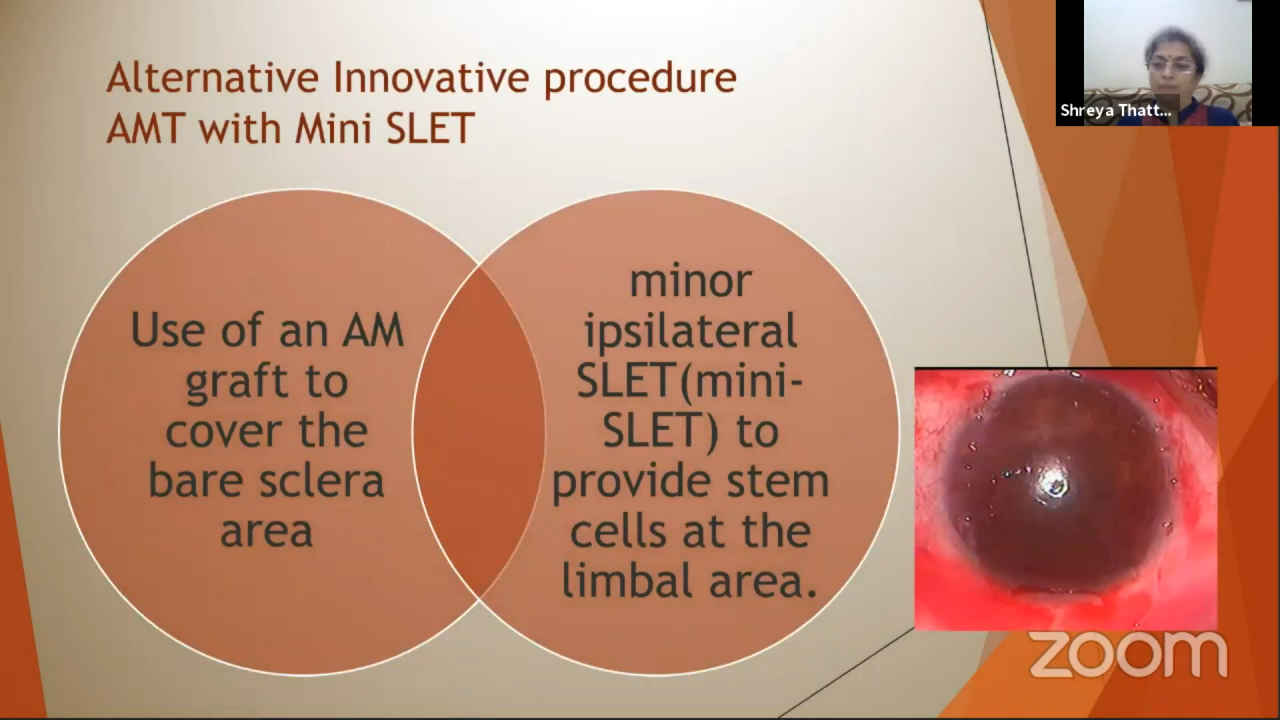 Alternative Innovative procedure
AMT with Mini SLET
Shreya Thatt...
Use of an AM
graft to
cover the
bare sclera
area
minor
ipsilateral
SLET(mini-
SLET) to
provide stem
cells at the
limbal area.
zoom